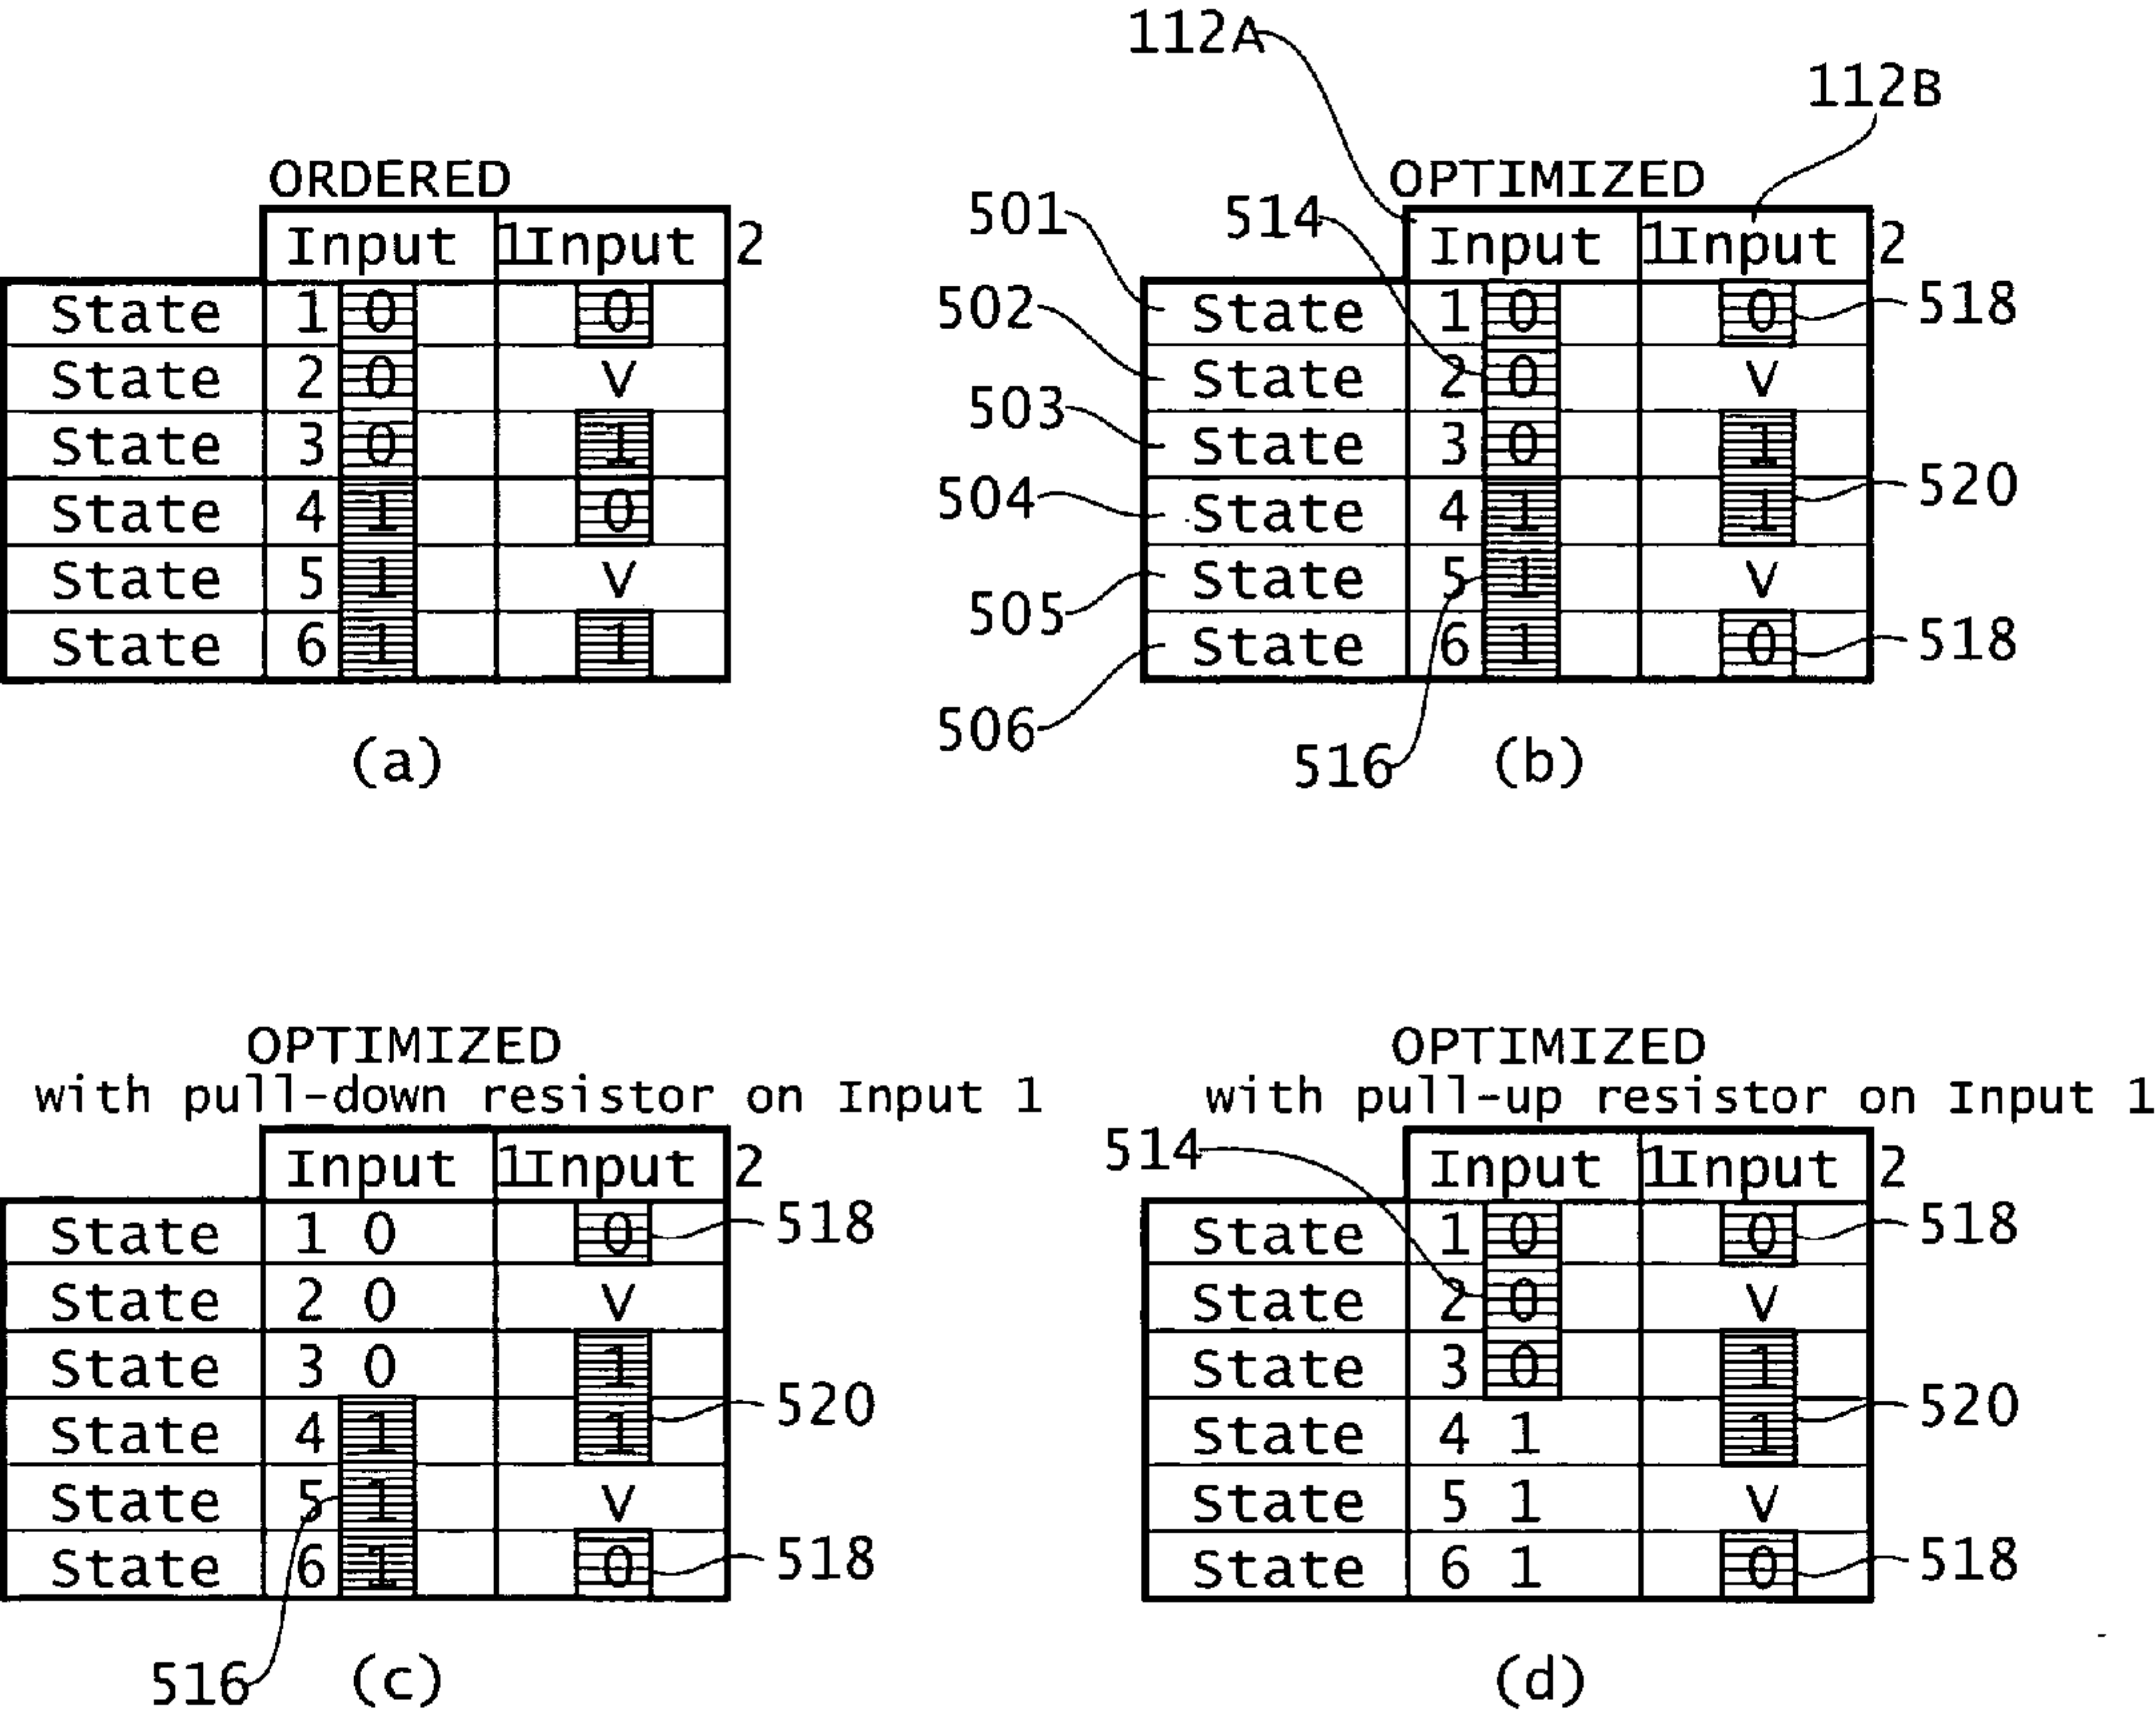 112A
112B
ORDERED
Input 1 Input 2
State 1 0 0
State 2 0 V
State 3 0 1
State 4 1 0
State 5 1 V
State 6 1 1
(a)
OPTIMIZED
501
514
Input 1 Input 2
502
State 1 0 0 518
State 2 0 V
503
State 3 0 1
504
State 4 1 1 520
State 5 1 V
505
State 6 1 0 518
506
516
(b)
OPTIMIZED
with pull-down resistor on Input 1
Input 1 Input 2
State 1 0 0 518
State 2 0 V
State 3 0 1
State 4 1 1 520
State 5 1 V
State 6 1 0 518
516
(c)
OPTIMIZED
with pull-up resistor on Input 1
514
Input 1 Input 2
State 1 0 0 518
State 2 0 V
State 3 0 1
State 4 1 1 520
State 5 1 V
State 6 1 0 518
(d)